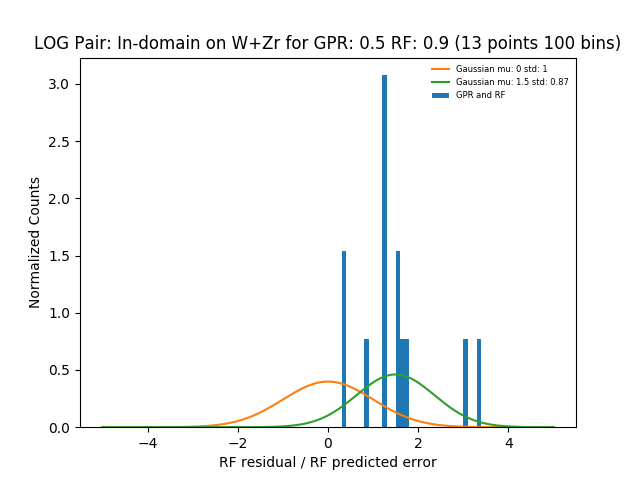 LOG Pair: In-domain on W+Zr for GPR: 0.5 RF: 0.9 (13 points 100 bins)
Gaussian mu: 0 std: 1
Gaussian mu: 1.5 std: 0.87
GPR and RF
Normalized Counts
3.0
2.5
2.0
1.5
1.0
0.5
0.0
−4
−2
0
2
4
RF residual / RF predicted error